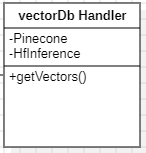 vectorDb Handler
-Pinecone
-HfInference
+getVectors()